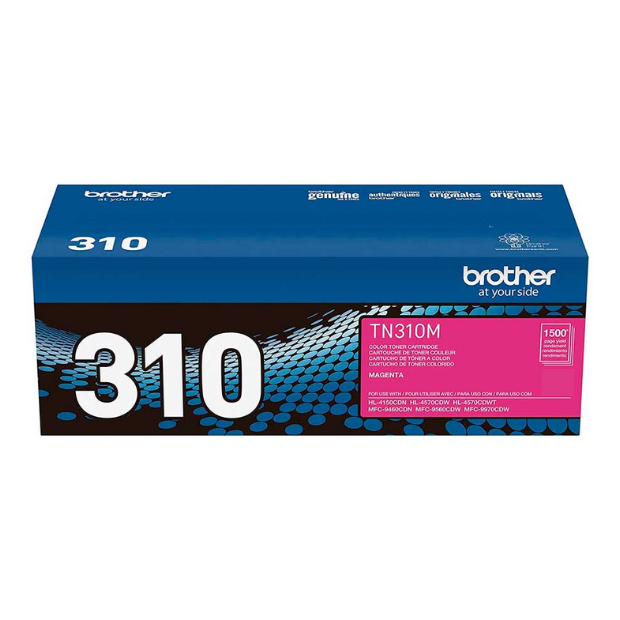 brother
at your side
genuine
authentiques
brother
originales
brother
originais
brother
310
brother
at your side
310
TN310M
COLOR TONER CARTRIDGE
CARTOUCHE DE TONER COULEUR
CARTUCHO DE TÓNER A COLOR
CARTUCHO DE TONER COLORIDO
MAGENTA
1500*
page yield
rendement
rendimiento
rendimento
FOR USE WITH / POUR UTILISER AVEC / PARA USO CON / PARA USO COM
HL-4150CDN HL-4570CDW HL-4570CDWT
MFC-9460CDN MFC-9560CDW MFC-9970CDW